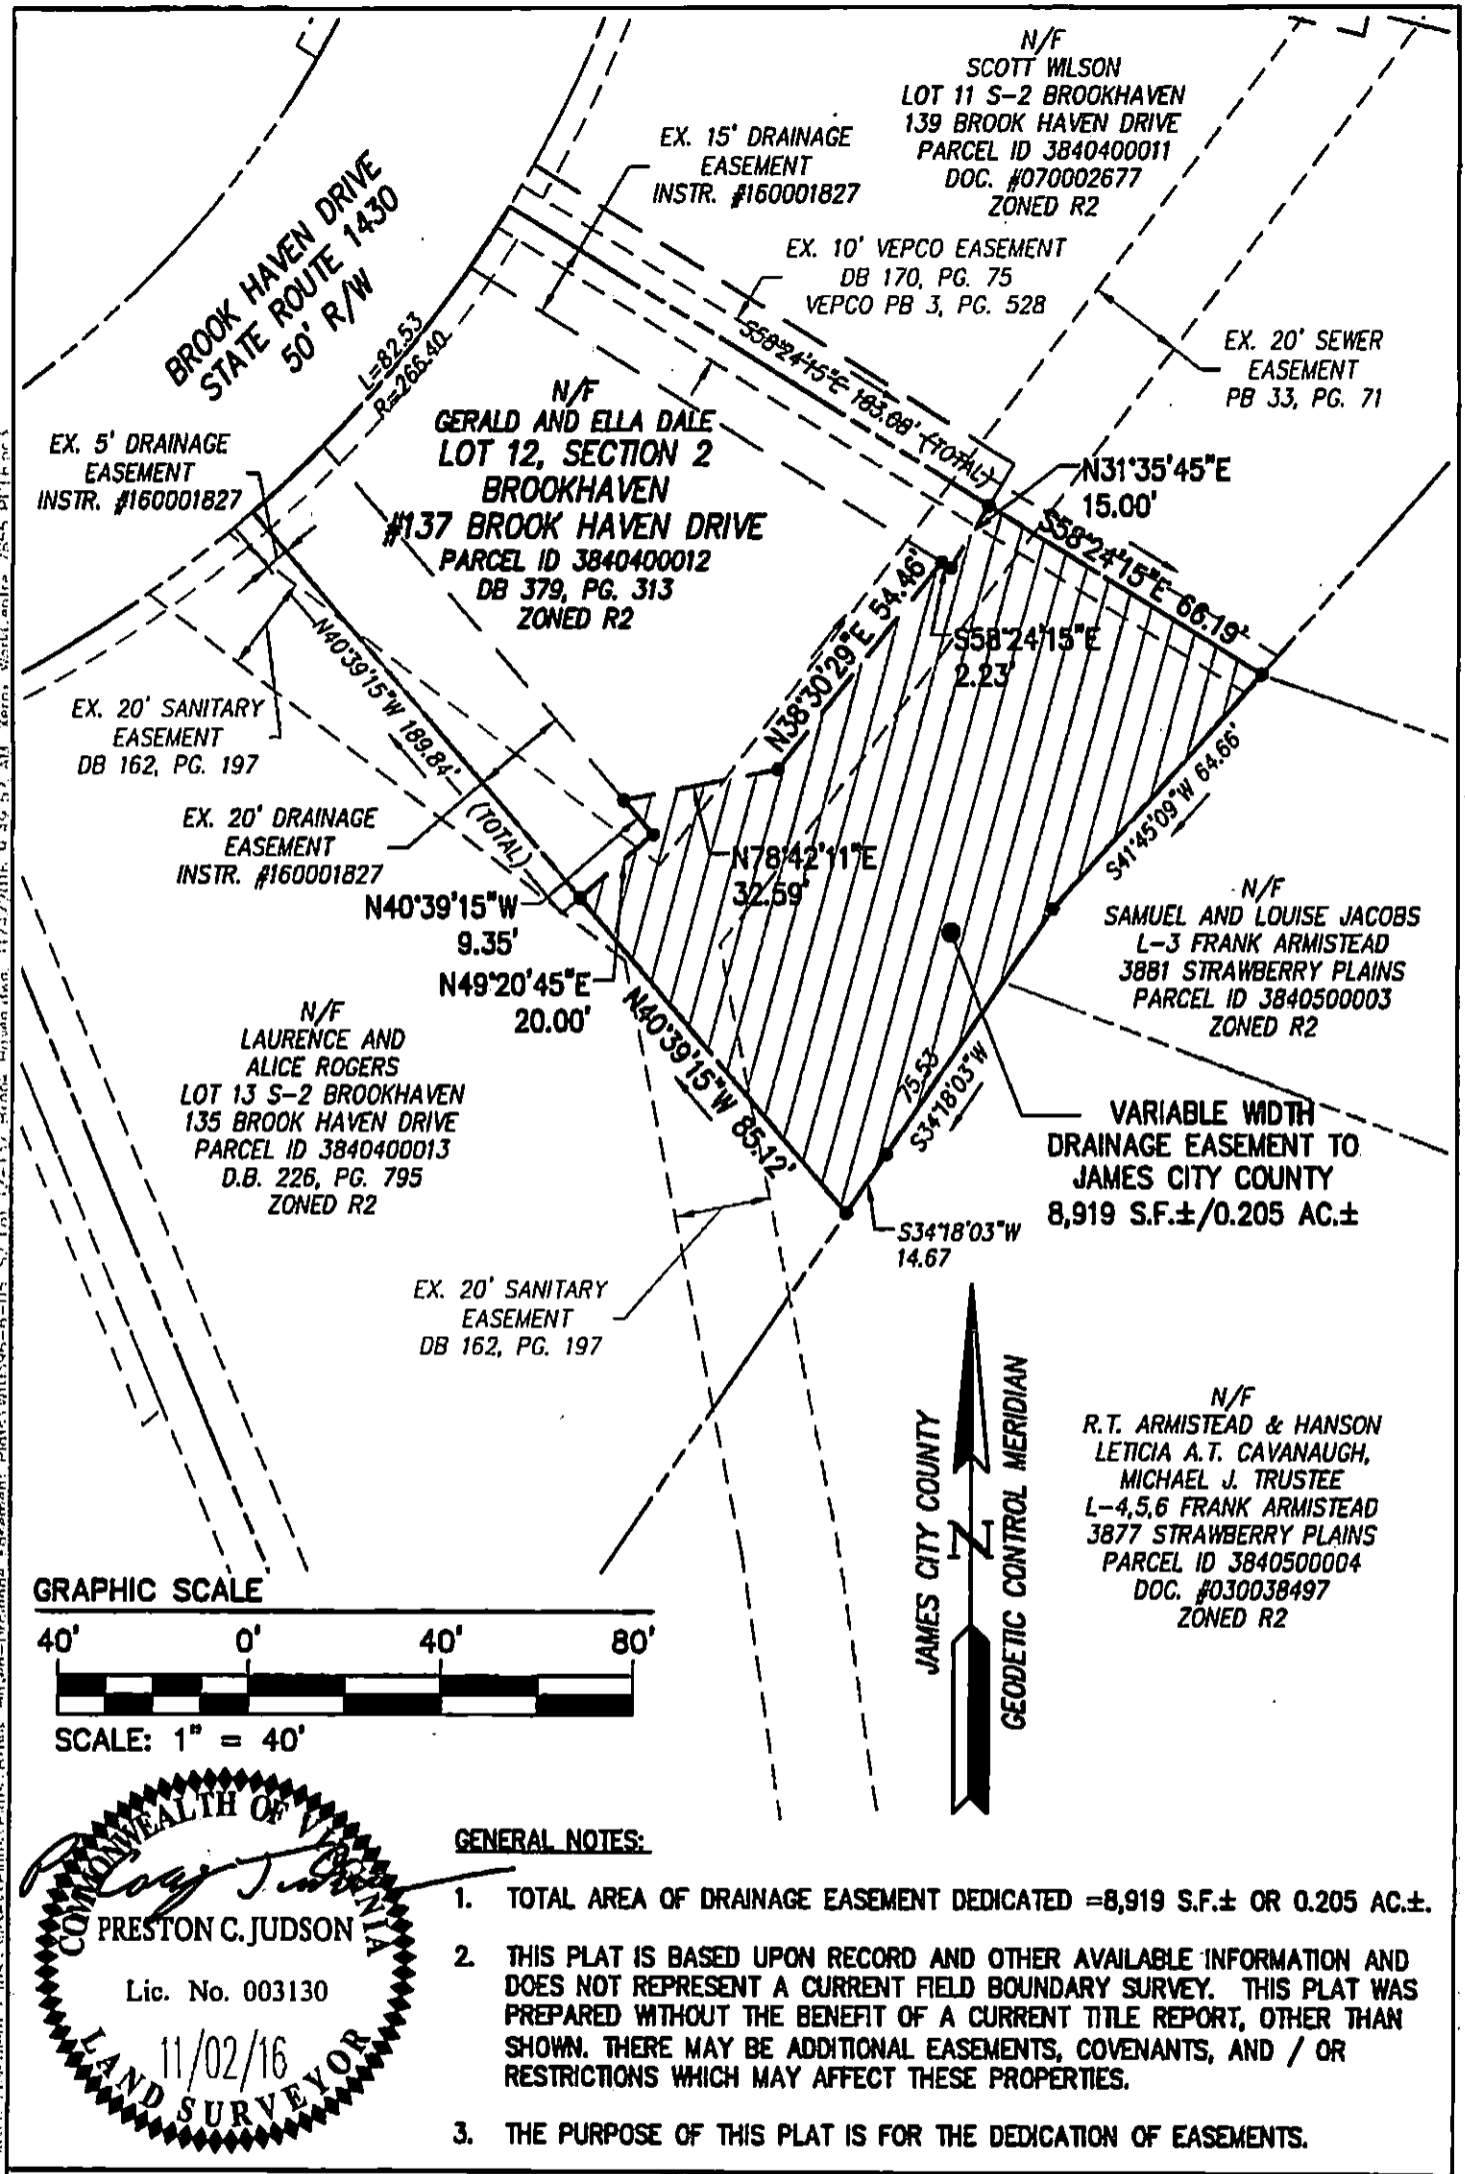 N/F
SCOTT WILSON
LOT 11 S-2 BROOKHAVEN
139 BROOK HAVEN DRIVE
PARCEL ID 3840400011
DOC. #070002677
ZONED R2
EX. 15' DRAINAGE
EASEMENT
INSTR. #160001827
EX. 10' VEPCO EASEMENT
DB 170, PG. 75
VEPCO PB 3, PG. 528
BROOK HAVEN DRIVE
STATE ROUTE 1430
50' R/W
L=82.53
R=266.40
S58°24'15"E 183.08' (TOTAL)
EX. 20' SEWER
EASEMENT
PB 33, PG. 71
N/F
GERALD AND ELLA DALE
LOT 12, SECTION 2
BROOKHAVEN
#137 BROOK HAVEN DRIVE
PARCEL ID 3840400012
DB 379, PG. 313
ZONED R2
EX. 5' DRAINAGE
EASEMENT
INSTR. #160001827
N31°35'45"E
15.00'
S58°24'15"E 66.19'
N38°30'29"E 54.46'
S58°24'15"E
2.23'
N40°39'15"W 189.84' (TOTAL)
EX. 20' SANITARY
EASEMENT
DB 162, PG. 197
EX. 20' DRAINAGE
EASEMENT
INSTR. #160001827
S41°45'09"W 64.66'
N78°42'11"E
32.59'
N40°39'15"W
9.35'
N49°20'45"E
20.00'
N/F
SAMUEL AND LOUISE JACOBS
L-3 FRANK ARMISTEAD
3881 STRAWBERRY PLAINS
PARCEL ID 3840500003
ZONED R2
N/F
LAURENCE AND
ALICE ROGERS
LOT 13 S-2 BROOKHAVEN
135 BROOK HAVEN DRIVE
PARCEL ID 3840400013
D.B. 226, PG. 795
ZONED R2
N40°39'15"W 85.12'
75.53
S34°18'03"W
VARIABLE WIDTH
DRAINAGE EASEMENT TO
JAMES CITY COUNTY
8,919 S.F.±/0.205 AC.±
S34°18'03"W
14.67
EX. 20' SANITARY
EASEMENT
DB 162, PG. 197
JAMES CITY COUNTY
N
GEODETIC CONTROL MERIDIAN
N/F
R.T. ARMISTEAD & HANSON
LETICIA A.T. CAVANAUGH,
MICHAEL J. TRUSTEE
L-4,5,6 FRANK ARMISTEAD
3877 STRAWBERRY PLAINS
PARCEL ID 3840500004
DOC. #030038497
ZONED R2
GRAPHIC SCALE
40' 0' 40' 80'
SCALE: 1" = 40'
COMMONWEALTH OF VIRGINIA
PRESTON C. JUDSON
Lic. No. 003130
11/02/16
LAND SURVEYOR
GENERAL NOTES:
1. TOTAL AREA OF DRAINAGE EASEMENT DEDICATED =8,919 S.F.± OR 0.205 AC.±.
2. THIS PLAT IS BASED UPON RECORD AND OTHER AVAILABLE INFORMATION AND
DOES NOT REPRESENT A CURRENT FIELD BOUNDARY SURVEY. THIS PLAT WAS
PREPARED WITHOUT THE BENEFIT OF A CURRENT TITLE REPORT, OTHER THAN
SHOWN. THERE MAY BE ADDITIONAL EASEMENTS, COVENANTS, AND / OR
RESTRICTIONS WHICH MAY AFFECT THESE PROPERTIES.
3. THE PURPOSE OF THIS PLAT IS FOR THE DEDICATION OF EASEMENTS.